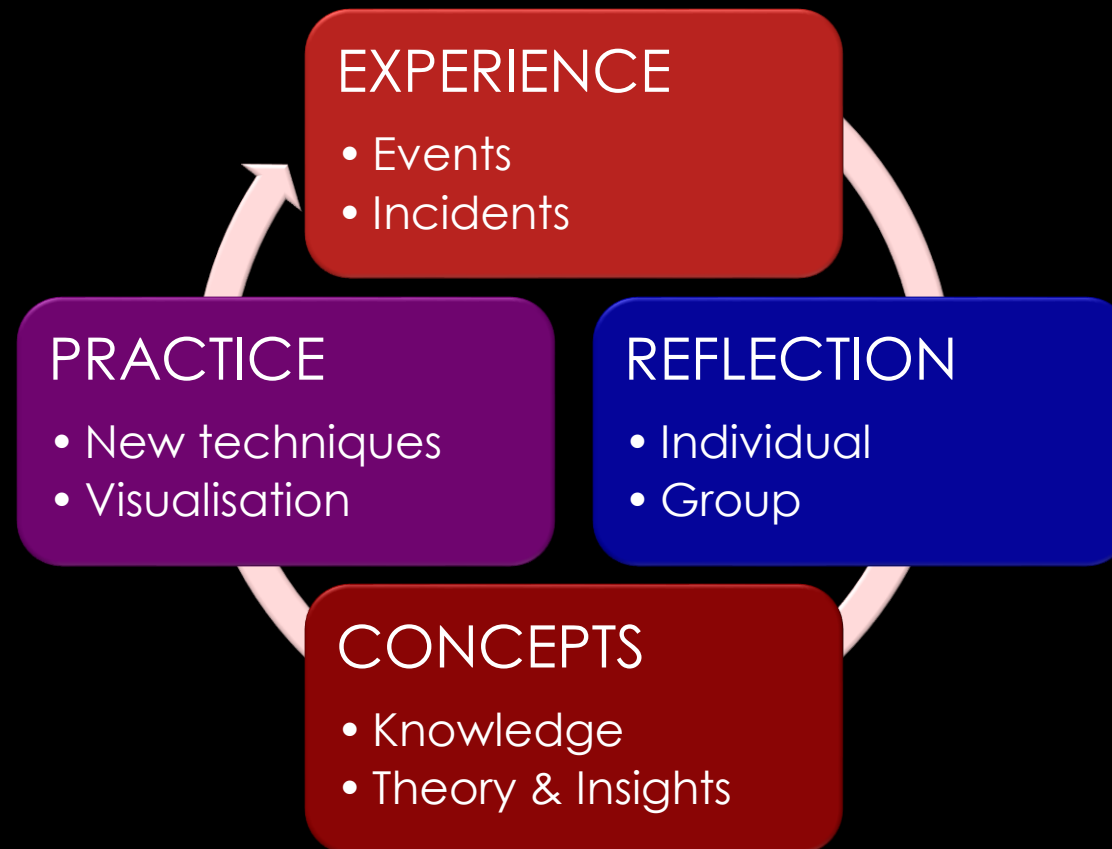 EXPERIENCE
• Events
• Incidents
PRACTICE
• New techniques
• Visualisation
REFLECTION
• Individual
• Group
CONCEPTS
• Knowledge
• Theory & Insights